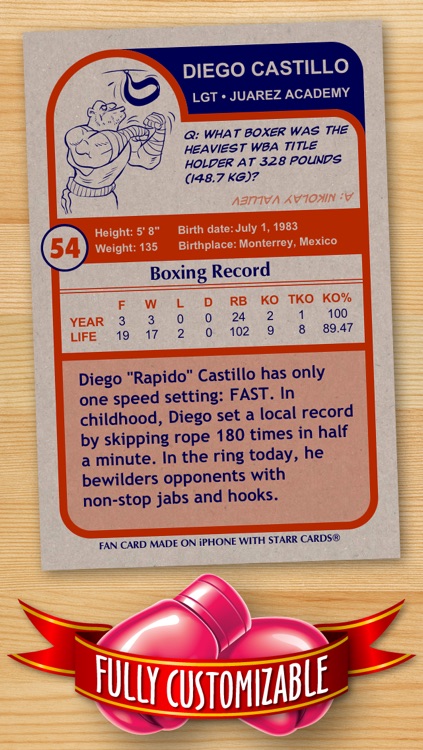 DIEGO CASTILLO
LGT • JUAREZ ACADEMY
Q: WHAT BOXER WAS THE
HEAVIEST WBA TITLE
HOLDER AT 328 POUNDS
(148.7 KG)?
A: NIKOLAY VALUEV
54
Height: 5' 8" Birth date: July 1, 1983
Weight: 135 Birthplace: Monterrey, Mexico
Boxing Record
F W L D RB KO TKO KO%
YEAR 3 3 0 0 24 2 1 100
LIFE 19 17 2 0 102 9 8 89.47
Diego "Rapido" Castillo has only
one speed setting: FAST. In
childhood, Diego set a local record
by skipping rope 180 times in half
a minute. In the ring today, he
bewilders opponents with
non-stop jabs and hooks.
FAN CARD MADE ON iPHONE WITH STARR CARDS®
FULLY CUSTOMIZABLE